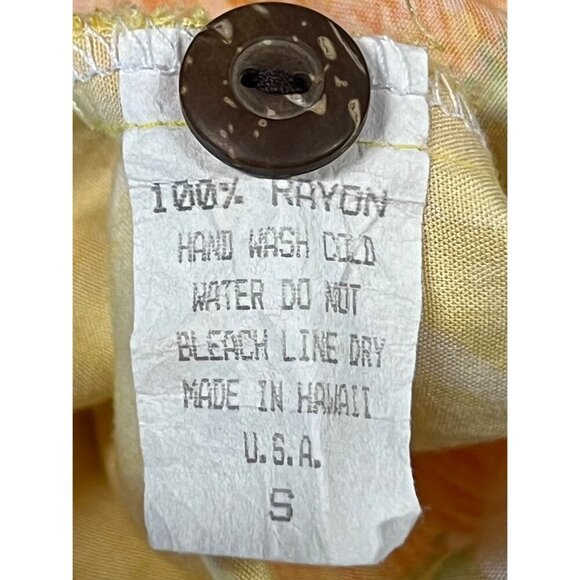 100% RAYON
HAND WASH COLD
WATER DO NOT
BLEACH LINE DRY
MADE IN HAWAII
U.S.A.
S